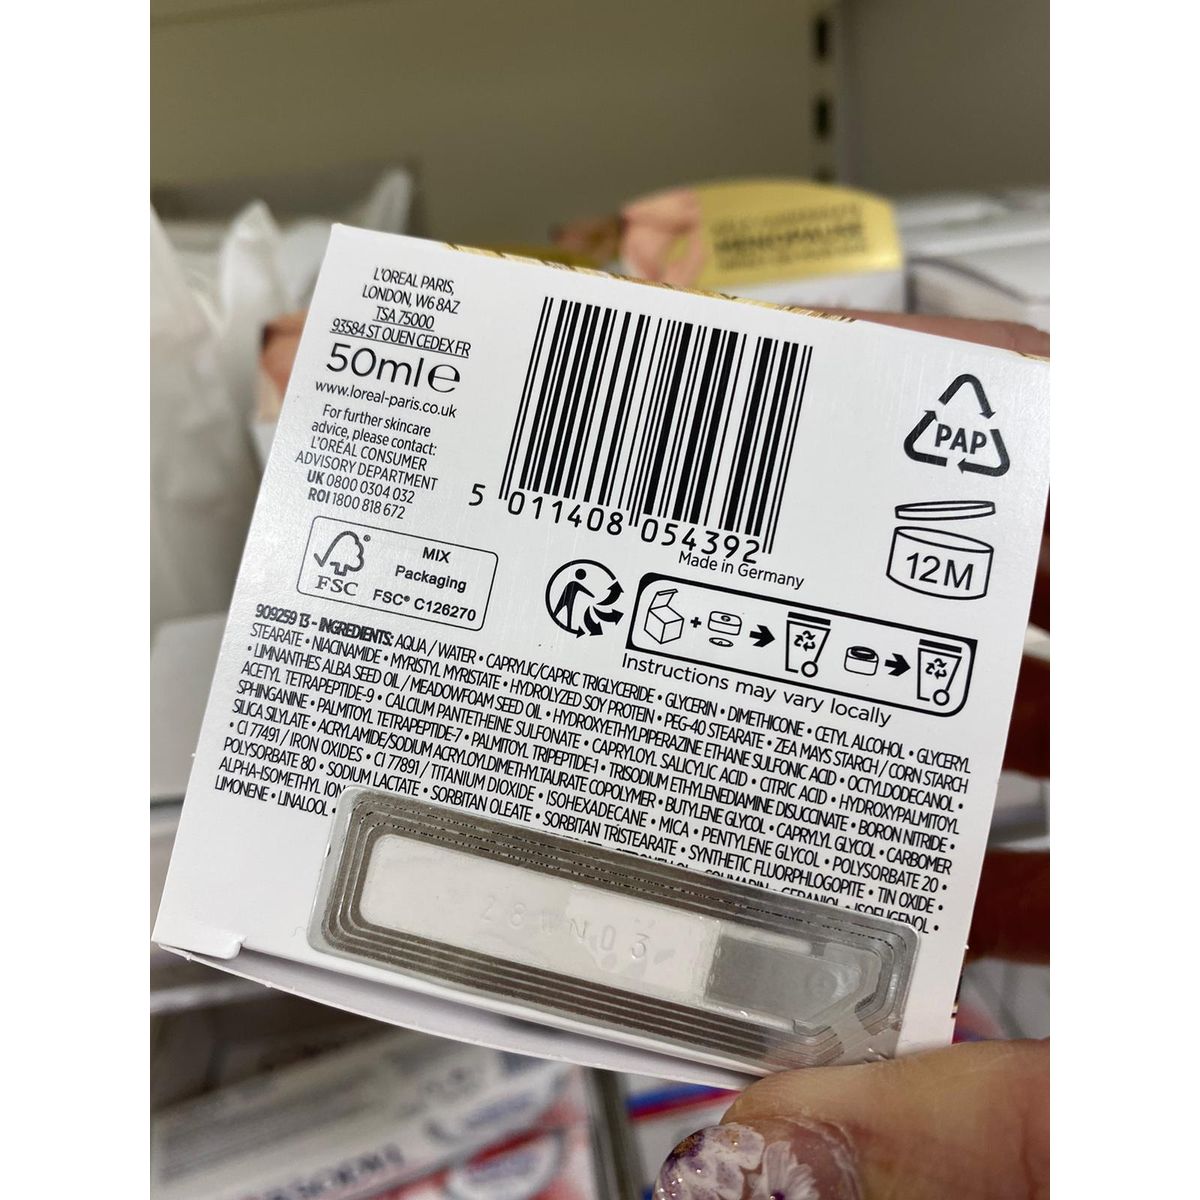 L'OREAL PARIS,
LONDON, W6 8AZ
TSA 75000
93584 ST OUEN CEDEX FR
50ml e
www.loreal-paris.co.uk
For further skincare
advice, please contact:
L'ORÉAL CONSUMER
ADVISORY DEPARTMENT
UK 0800 0304 032
ROI 1800 818 672
5 011408 054392
Made in Germany
PAP
12M
FSC
MIX
Packaging
FSC® C126270
Instructions may vary locally
909259 13 - INGREDIENTS: AQUA / WATER • CAPRYLIC/CAPRIC TRIGLYCERIDE • GLYCERIN • DIMETHICONE • CETYL ALCOHOL • GLYCERYL
STEARATE • NIACINAMIDE • MYRISTYL MYRISTATE • HYDROLYZED SOY PROTEIN • PEG-40 STEARATE • ZEA MAYS STARCH / CORN STARCH
• LIMNANTHES ALBA SEED OIL / MEADOWFOAM SEED OIL • HYDROXYETHYLPIPERAZINE ETHANE SULFONIC ACID • OCTYLDODECANOL •
ACETYL TETRAPEPTIDE-9 • CALCIUM PANTETHEINE SULFONATE • CAPRYLOYL SALICYLIC ACID • CITRIC ACID • HYDROXYPALMITOYL
SPHINGANINE • PALMITOYL TETRAPEPTIDE-7 • PALMITOYL TRIPEPTIDE-1 • TRISODIUM ETHYLENEDIAMINE DISUCCINATE • BORON NITRIDE •
SILICA SILYLATE • ACRYLAMIDE/SODIUM ACRYLOYLDIMETHYLTAURATE COPOLYMER • BUTYLENE GLYCOL • CAPRYLYL GLYCOL • CARBOMER
• CI 77491 / IRON OXIDES • CI 77891 / TITANIUM DIOXIDE • ISOHEXADECANE • MICA • PENTYLENE GLYCOL • POLYSORBATE 20 •
POLYSORBATE 80 • SODIUM LACTATE • SORBITAN OLEATE • SORBITAN TRISTEARATE • SYNTHETIC FLUORPHLOGOPITE • TIN OXIDE •
ALPHA-ISOMETHYL ION COUMARIN • GERANIOL • ISOEUGENOL •
LIMONENE • LINALOOL •
MENOPAUSE